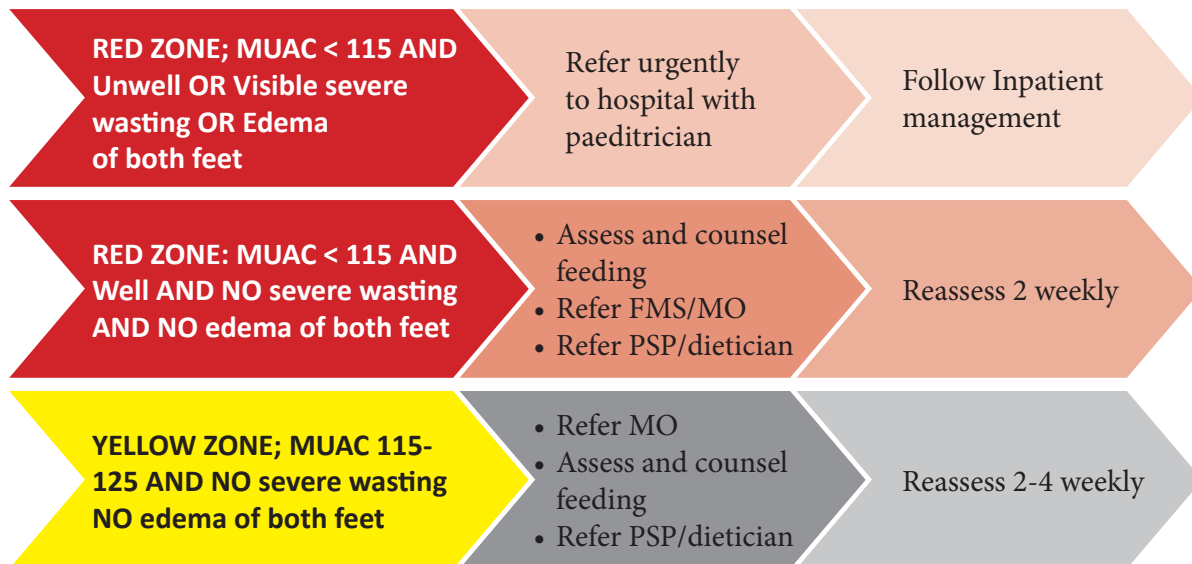 RED ZONE; MUAC < 115 AND
Unwell OR Visible severe
wasting OR Edema
of both feet
Refer urgently
to hospital with
paeditrician
Follow Inpatient
management
RED ZONE: MUAC < 115 AND
Well AND NO severe wasting
AND NO edema of both feet
• Assess and counsel
feeding
• Refer FMS/MO
• Refer PSP/dietician
Reassess 2 weekly
YELLOW ZONE; MUAC 115-
125 AND NO severe wasting
NO edema of both feet
• Refer MO
• Assess and counsel
feeding
• Refer PSP/dietician
Reassess 2-4 weekly